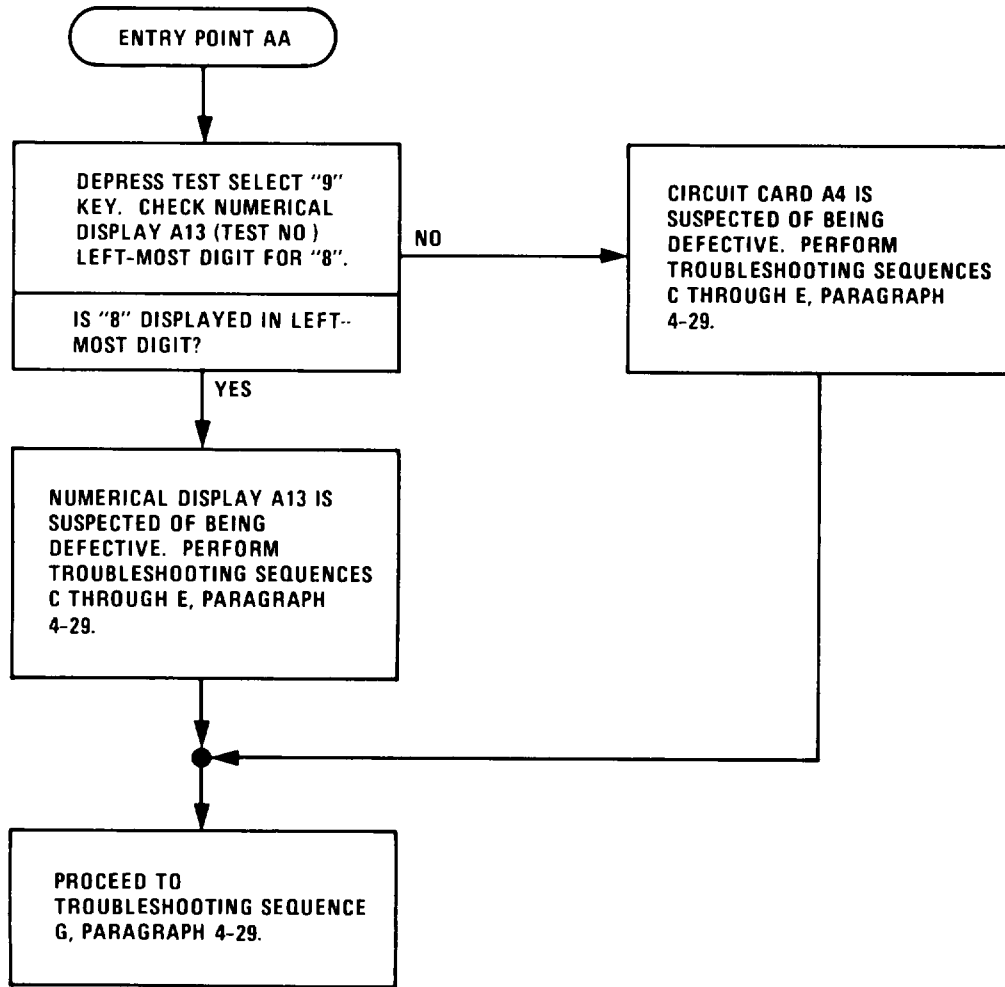 ENTRY POINT AA
DEPRESS TEST SELECT "9"
KEY. CHECK NUMERICAL
DISPLAY A13 (TEST NO)
LEFT-MOST DIGIT FOR "8".
IS "8" DISPLAYED IN LEFT-
MOST DIGIT?
NO
CIRCUIT CARD A4 IS
SUSPECTED OF BEING
DEFECTIVE. PERFORM
TROUBLESHOOTING SEQUENCES
C THROUGH E, PARAGRAPH
4-29.
YES
NUMERICAL DISPLAY A13 IS
SUSPECTED OF BEING
DEFECTIVE. PERFORM
TROUBLESHOOTING SEQUENCES
C THROUGH E, PARAGRAPH
4-29.
PROCEED TO
TROUBLESHOOTING SEQUENCE
G, PARAGRAPH 4-29.